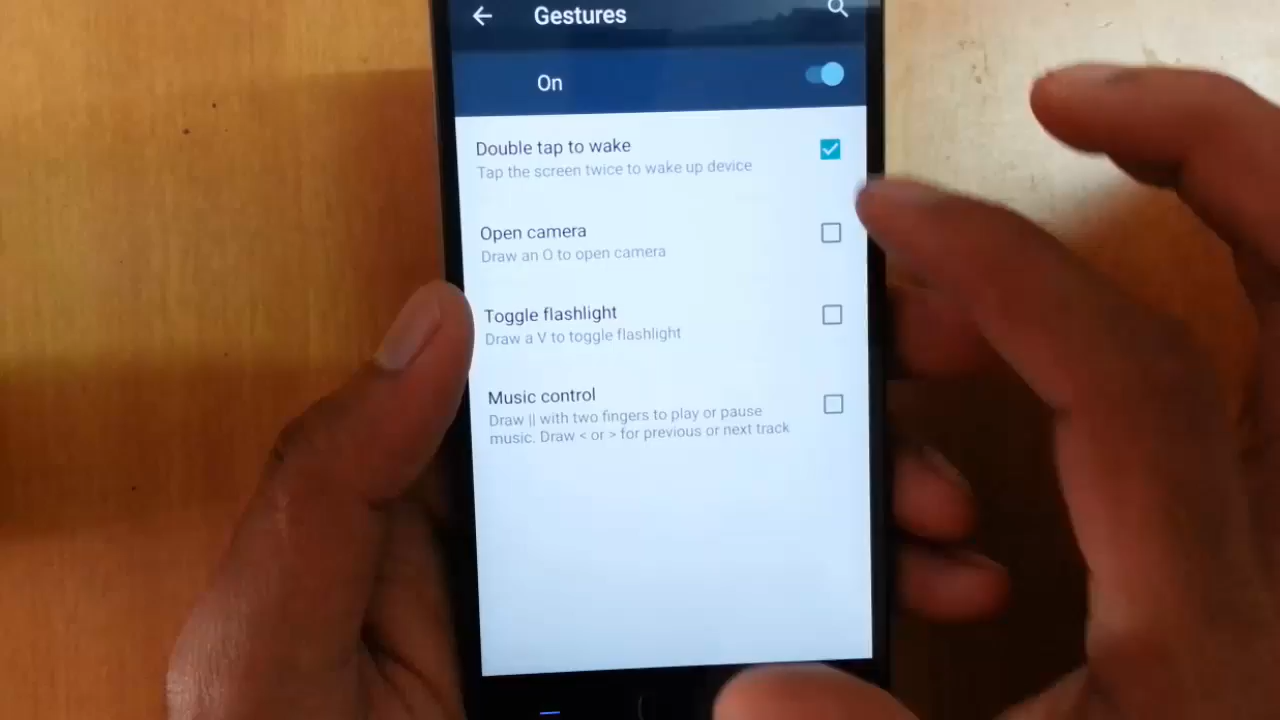 Gestures
On
Double tap to wake
Tap the screen twice to wake up device
Open camera
Draw an O to open camera
Toggle flashlight
Draw a V to toggle flashlight
Music control
Draw || with two fingers to play or pause
music. Draw < or > for previous or next track